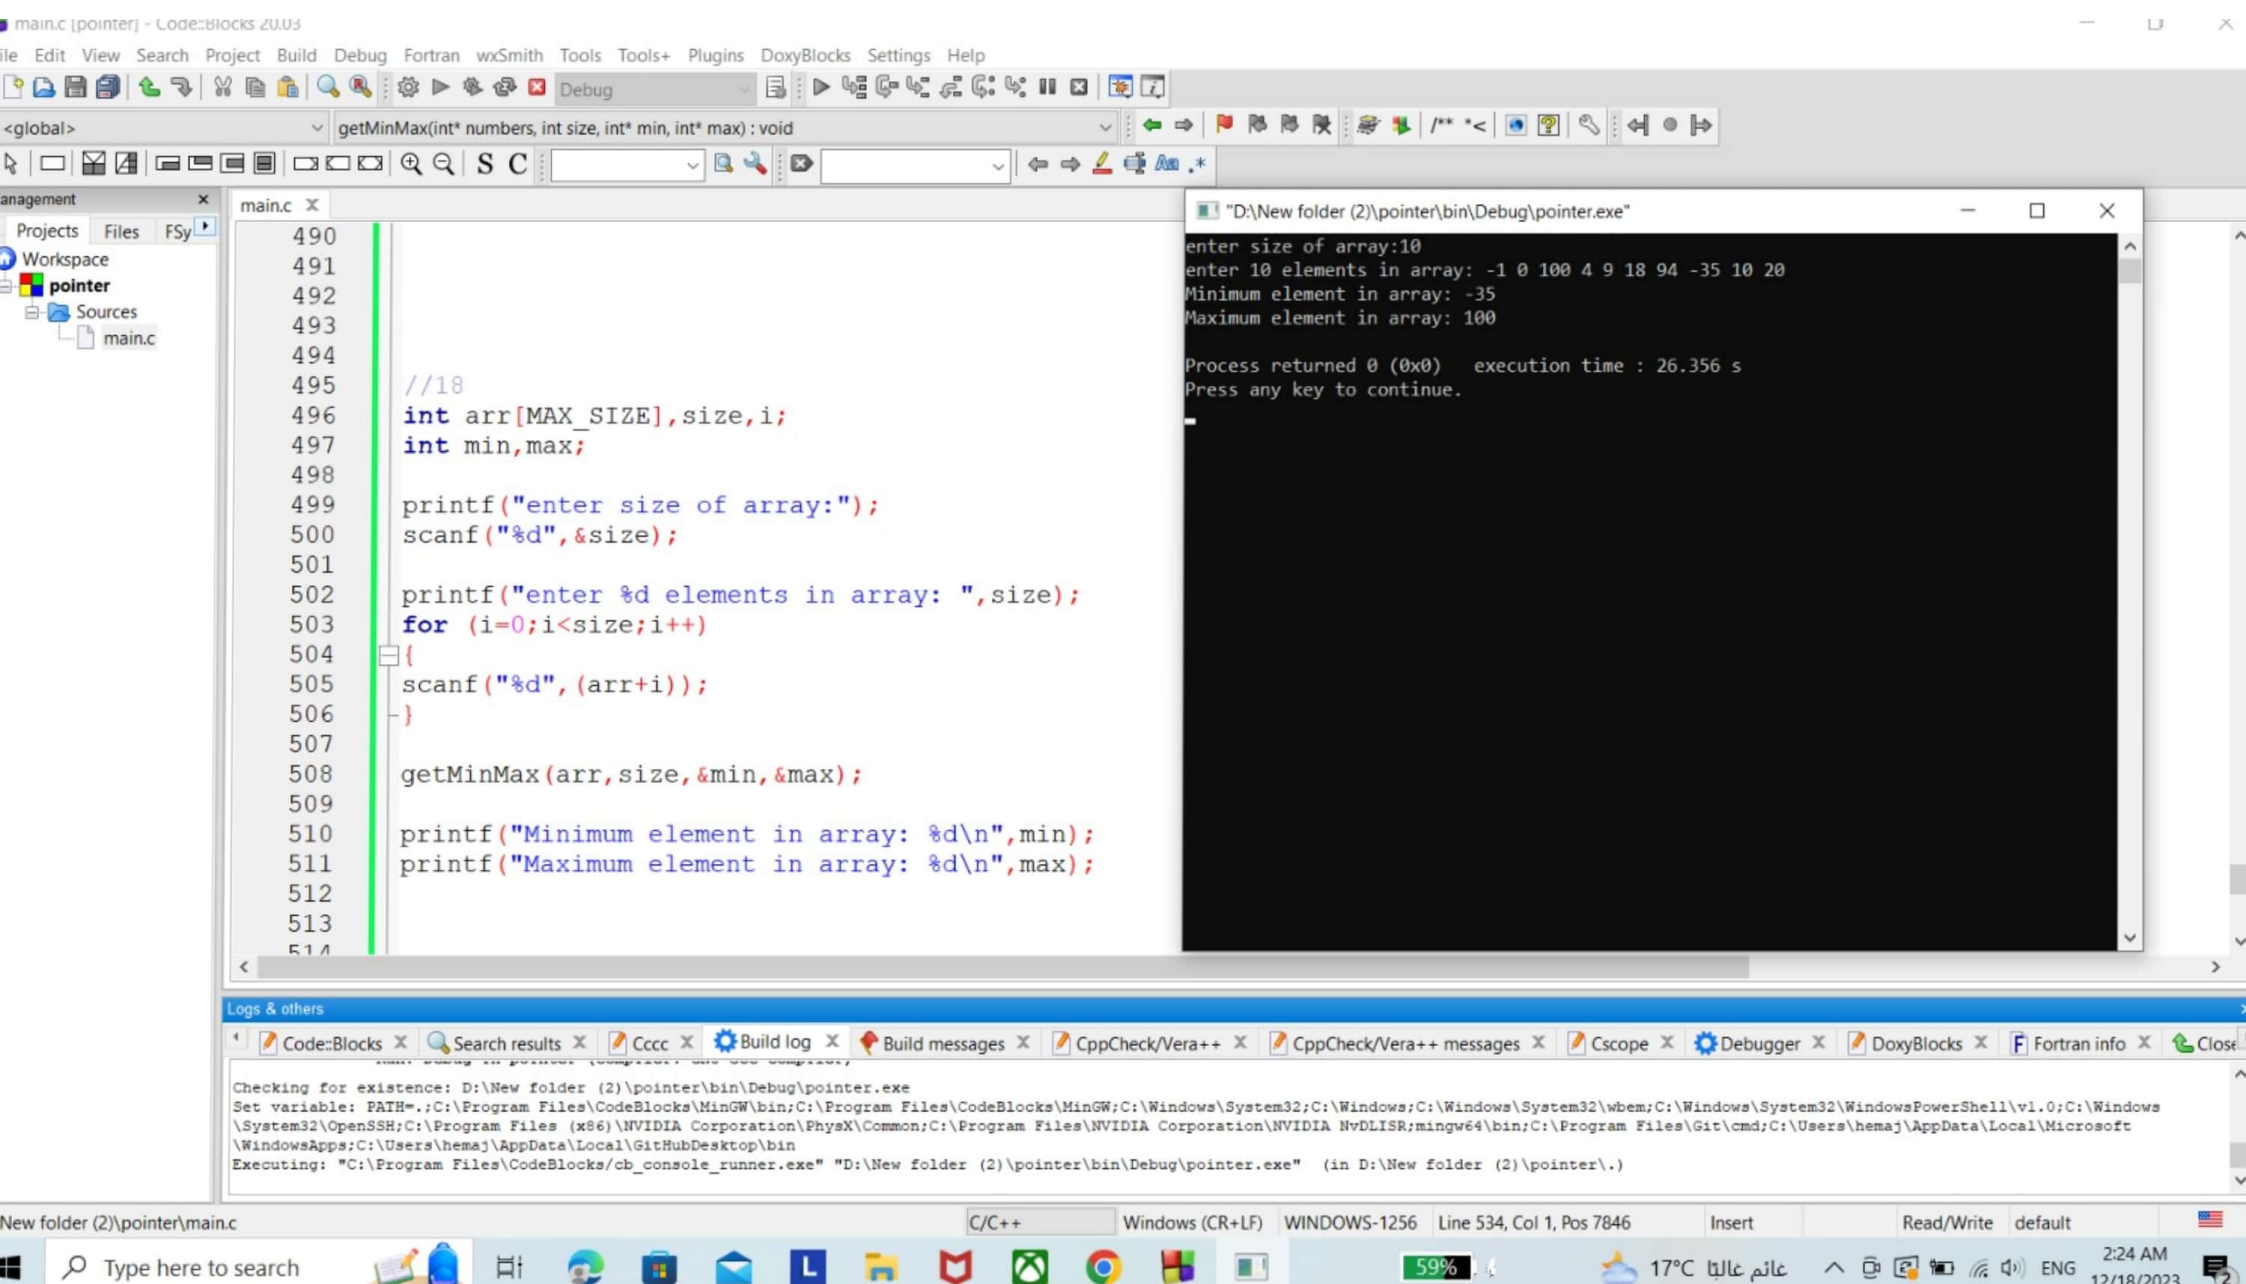 main.c [pointer] - Code::Blocks 20.03
ile Edit View Search Project Build Debug Fortran wxSmith Tools Tools+ Plugins DoxyBlocks Settings Help
Debug
<global> getMinMax(int* numbers, int size, int* min, int* max) : void /** *<
S C Aa .*
anagement
main.c
"D:\New folder (2)\pointer\bin\Debug\pointer.exe"
Projects Files FSy
Workspace
pointer
Sources
main.c
490
491
492
493
494
495 //18
496 int arr[MAX_SIZE],size,i;
497 int min,max;
498
499 printf("enter size of array:");
500 scanf("%d",&size);
501
502 printf("enter %d elements in array: ",size);
503 for (i=0;i<size;i++)
504 {
505 scanf("%d",(arr+i));
506 }
507
508 getMinMax(arr,size,&min,&max);
509
510 printf("Minimum element in array: %d\n",min);
511 printf("Maximum element in array: %d\n",max);
512
513
514
enter size of array:10
enter 10 elements in array: -1 0 100 4 9 18 94 -35 10 20
Minimum element in array: -35
Maximum element in array: 100
Process returned 0 (0x0) execution time : 26.356 s
Press any key to continue.
Logs & others
Code::Blocks Search results Cccc Build log Build messages CppCheck/Vera++ CppCheck/Vera++ messages Cscope Debugger DoxyBlocks Fortran info Close
Checking for existence: D:\New folder (2)\pointer\bin\Debug\pointer.exe
Set variable: PATH=.;C:\Program Files\CodeBlocks\MinGW\bin;C:\Program Files\CodeBlocks\MinGW;C:\Windows\System32;C:\Windows;C:\Windows\System32\wbem;C:\Windows\System32\WindowsPowerShell\v1.0;C:\Windows
\System32\OpenSSH;C:\Program Files (x86)\NVIDIA Corporation\PhysX\Common;C:\Program Files\NVIDIA Corporation\NVIDIA NvDLISR;mingw64\bin;C:\Program Files\Git\cmd;C:\Users\hemaj\AppData\Local\Microsoft
\WindowsApps;C:\Users\hemaj\AppData\Local\GitHubDesktop\bin
Executing: "C:\Program Files\CodeBlocks/cb_console_runner.exe" "D:\New folder (2)\pointer\bin\Debug\pointer.exe" (in D:\New folder (2)\pointer\.)
New folder (2)\pointer\main.c C/C++ Windows (CR+LF) WINDOWS-1256 Line 534, Col 1, Pos 7846 Insert Read/Write default
Type here to search L 59% 17°C غائم غالبًا ENG 2:24 AM
12/18/2023 2